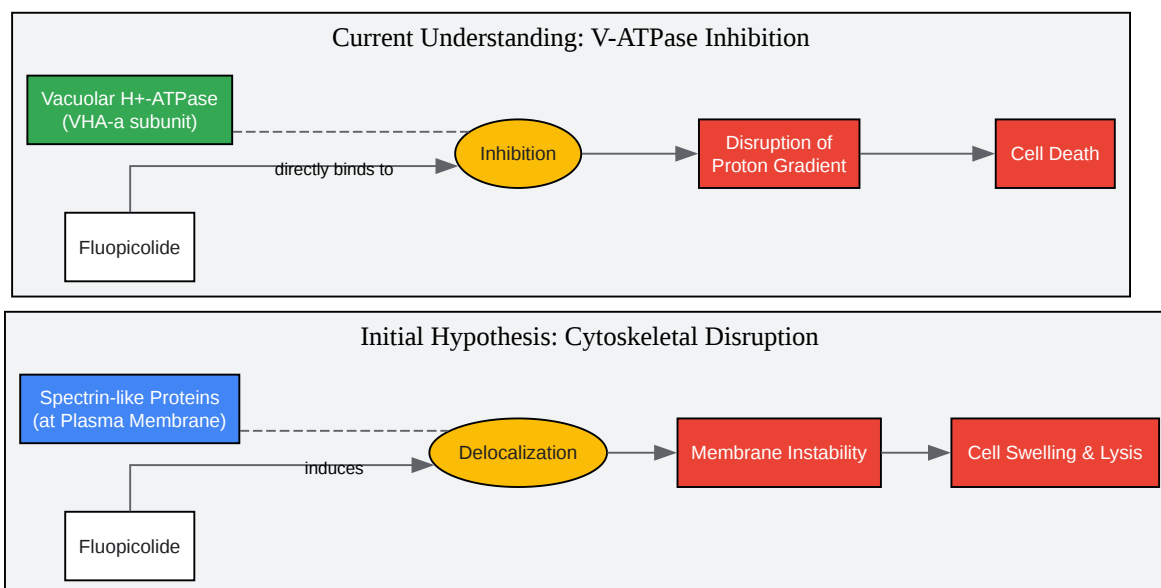 Current Understanding: V-ATPase Inhibition
Vacuolar H+-ATPase
(VHA-a subunit)
directly binds to
Inhibition
Disruption of
Proton Gradient
Cell Death
Fluopicolide
Initial Hypothesis: Cytoskeletal Disruption
Spectrin-like Proteins
(at Plasma Membrane)
induces
Delocalization
Membrane Instability
Cell Swelling & Lysis
Fluopicolide